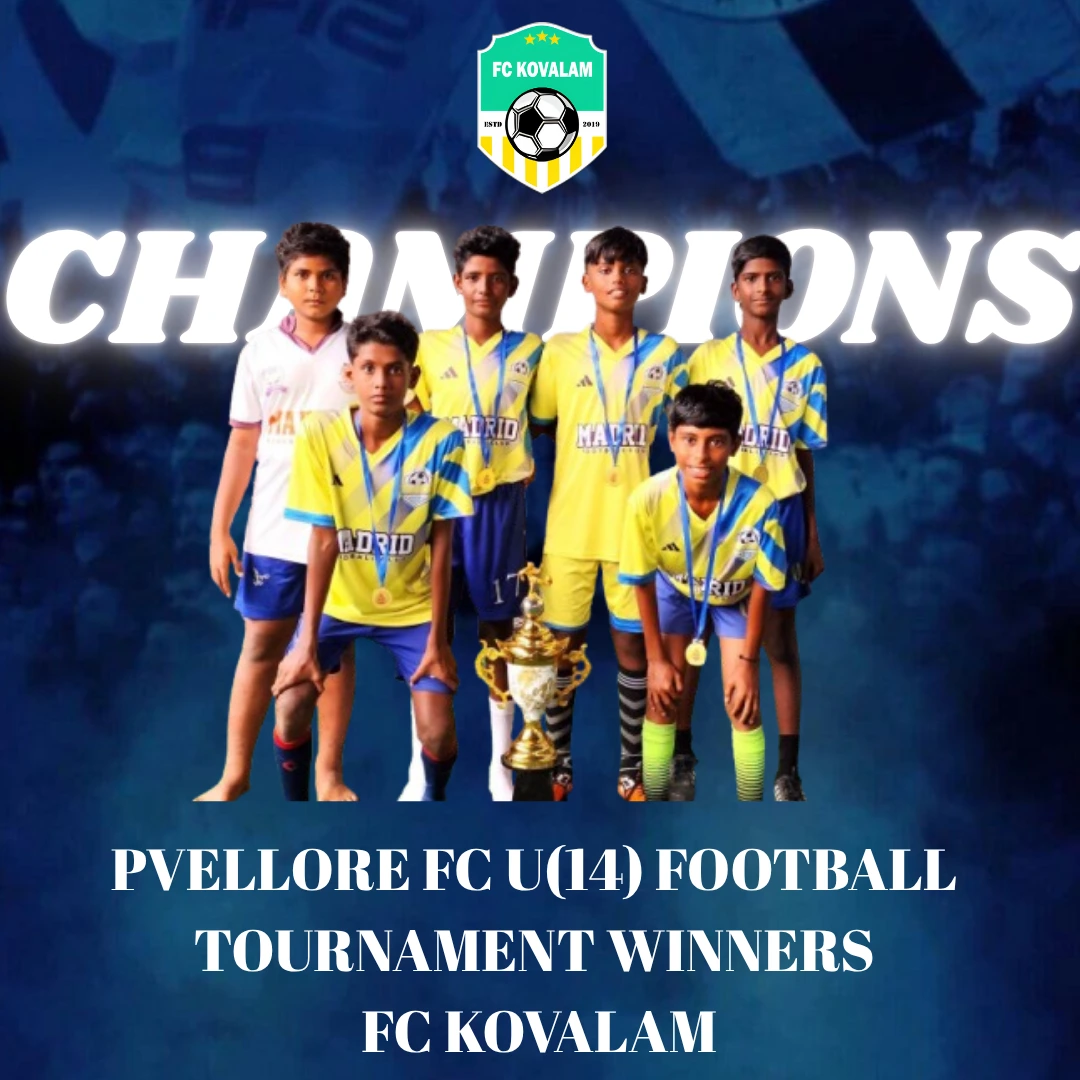 FC KOVALAM
ESTD 2019
CHAMPIONS
MADRID
MADRID
MADRID
MADRID
17
PVELLORE FC U(14) FOOTBALL
TOURNAMENT WINNERS
FC KOVALAM